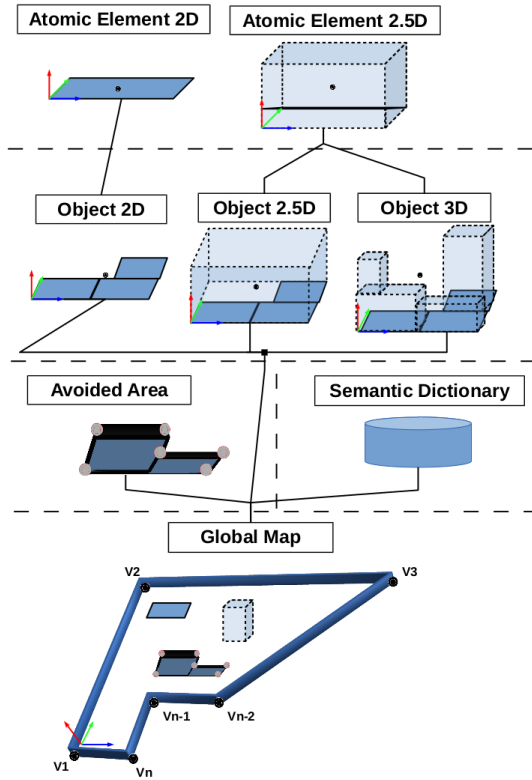 Atomic Element 2D
Atomic Element 2.5D
Object 2D
Object 2.5D
Object 3D
Avoided Area
Semantic Dictionary
Global Map
V2
V3
Vn-1
Vn-2
V1
Vn